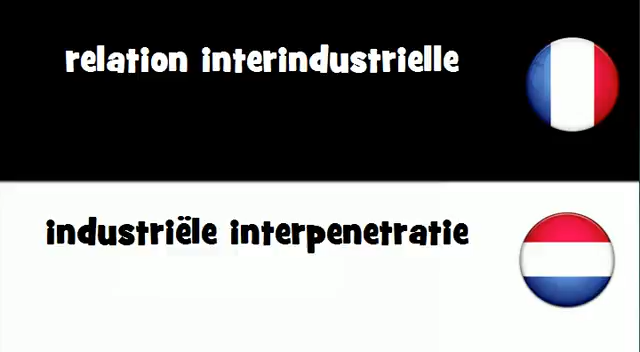 relation interindustrielle
industriële interpenetratie